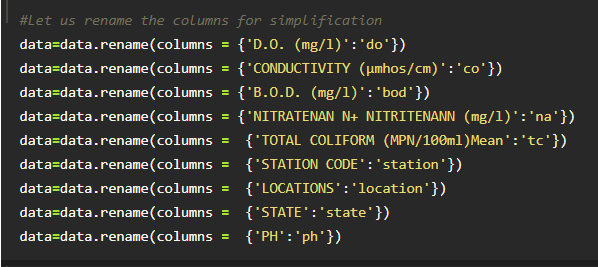 #Let us rename the columns for simplification
data=data.rename(columns = {'D.O. (mg/l)':'do'})
data=data.rename(columns = {'CONDUCTIVITY (µmhos/cm)':'co'})
data=data.rename(columns = {'B.O.D. (mg/l)':'bod'})
data=data.rename(columns = {'NITRATENAN N+ NITRITENANN (mg/l)':'na'})
data=data.rename(columns =  {'TOTAL COLIFORM (MPN/100ml)Mean':'tc'})
data=data.rename(columns =  {'STATION CODE':'station'})
data=data.rename(columns =  {'LOCATIONS':'location'})
data=data.rename(columns =  {'STATE':'state'})
data=data.rename(columns =  {'PH':'ph'})